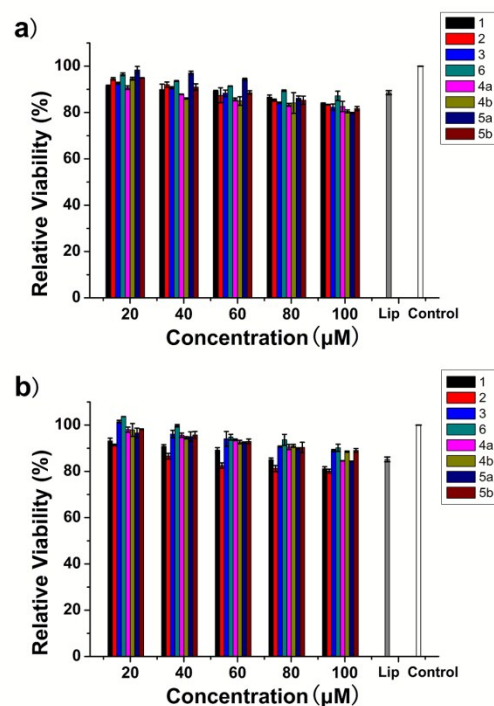 a)
Relative Viability (%)
100
80
60
40
20
0
20 40 60 80 100 Lip Control
Concentration (μM)
1
2
3
6
4a
4b
5a
5b
b)
Relative Viability (%)
100
80
60
40
20
0
20 40 60 80 100 Lip Control
Concentration (μM)
1
2
3
6
4a
4b
5a
5b